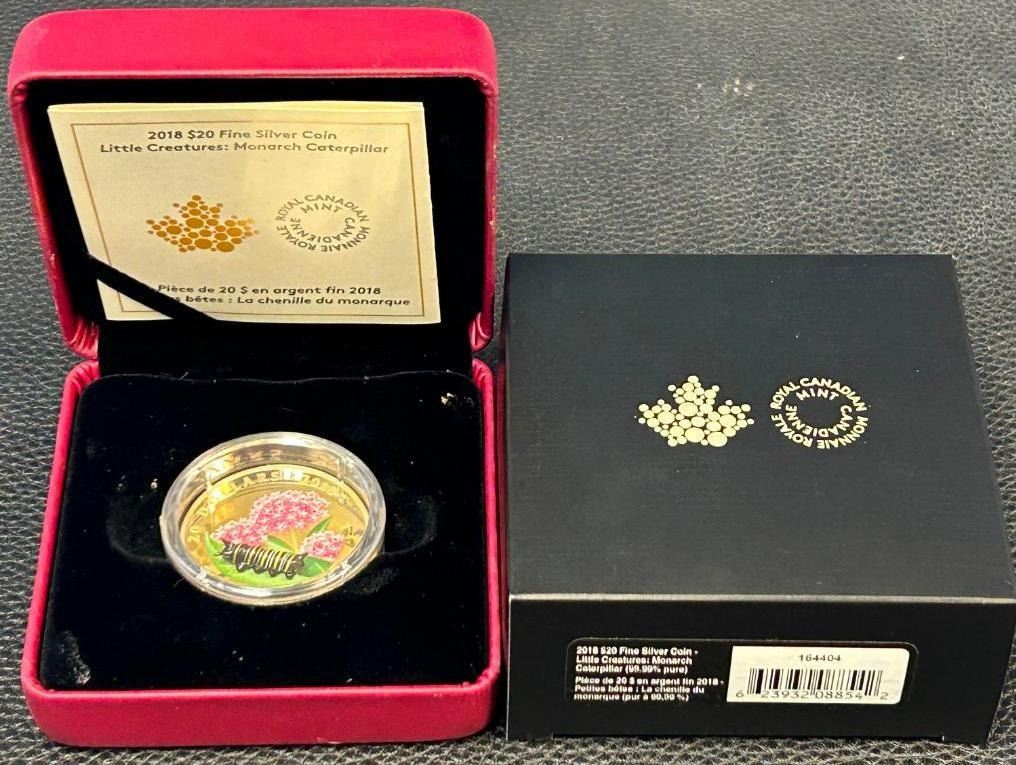 2018 $20 Fine Silver Coin
Little Creatures: Monarch Caterpillar
ROYAL CANADIAN MINT
MONNAIE ROYALE CANADIENNE
Pièce de 20 $ en argent fin 2018
bêtes : La chenille du monarque
ROYAL CANADIAN MINT
MONNAIE ROYALE CANADIENNE
2018 $20 Fine Silver Coin -
Little Creatures: Monarch
Caterpillar (99.99% pure)
Pièce de 20 $ en argent fin 2018 -
Petites bêtes : La chenille du
monarque (pur à 99,99 %)
164404
6 23932 08854 2